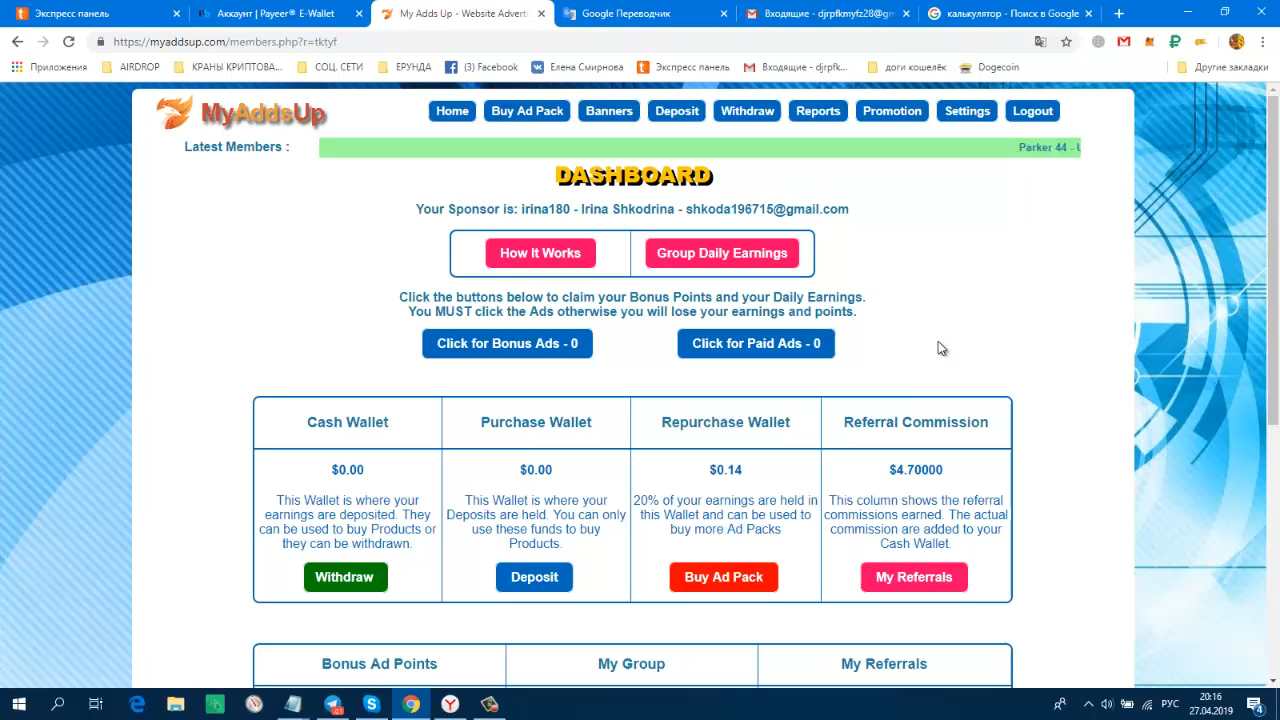 Экспресс панель
Аккаунт | Payeer® E-Wallet
My Adds Up - Website Adverti
Google Переводчик
Входящие - djrpfkmyfz28@gm
калькулятор - Поиск в Google
https://myaddsup.com/members.php?r=tktyf
Приложения
AIRDROP
КРАНЫ КРИПТОВА...
СОЦ. СЕТИ
ЕРУНДА
(3) Facebook
Елена Смирнова
Экспресс панель
Входящие - djrpfk...
доги кошелёк
Dogecoin
Другие закладки
MyAddsUp
Home
Buy Ad Pack
Banners
Deposit
Withdraw
Reports
Promotion
Settings
Logout
Latest Members :
Parker 44 - U
DASHBOARD
Your Sponsor is: irina180 - Irina Shkodrina - shkoda196715@gmail.com
How It Works
Group Daily Earnings
Click the buttons below to claim your Bonus Points and your Daily Earnings.
You MUST click the Ads otherwise you will lose your earnings and points.
Click for Bonus Ads - 0
Click for Paid Ads - 0
Cash Wallet
Purchase Wallet
Repurchase Wallet
Referral Commission
$0.00
$0.00
$0.14
$4.70000
This Wallet is where your
earnings are deposited. They
can be used to buy Products or
they can be withdrawn.
This Wallet is where your
Deposits are held. You can only
use these funds to buy
Products.
20% of your earnings are held in
this Wallet and can be used to
buy more Ad Packs
This column shows the referral
commissions earned. The actual
commission are added to your
Cash Wallet.
Withdraw
Deposit
Buy Ad Pack
My Referrals
Bonus Ad Points
My Group
My Referrals
РУС
20:16
27.04.2019
4